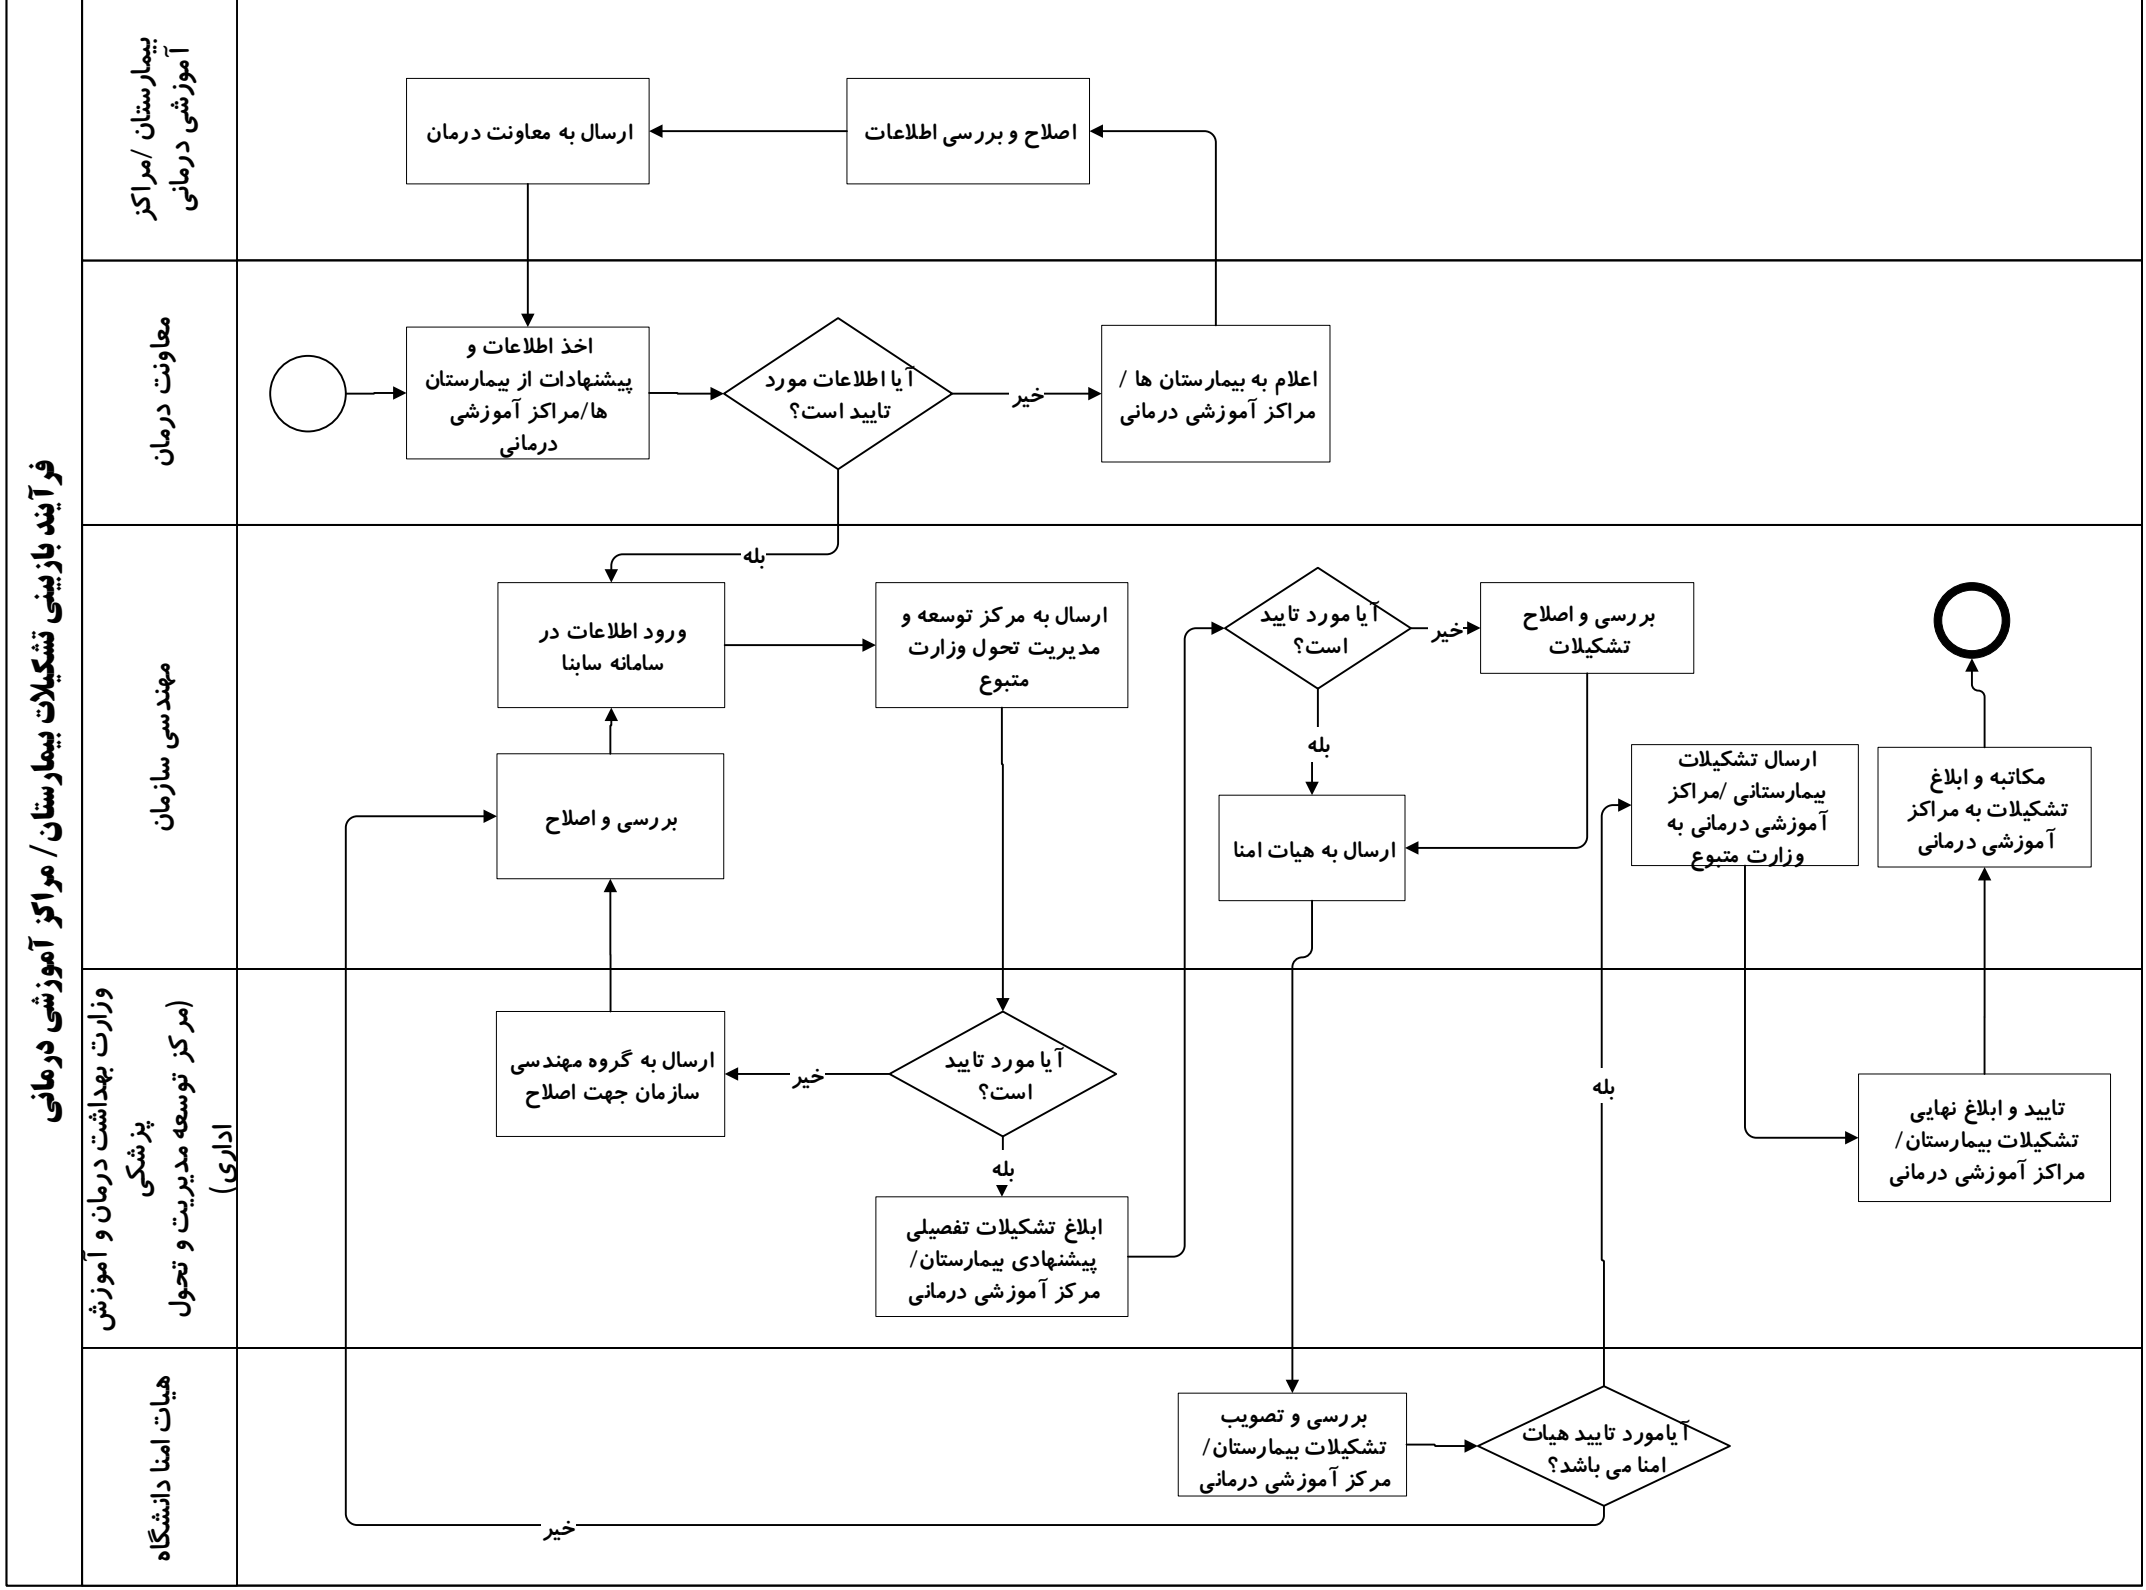 فرآیند بازبینی تشکیلات بیمارستان/ مراکز آموزشی درمانی
بیمارستان /مراکز
آموزشی درمانی
ارسال به معاونت درمان
اصلاح و بررسی اطلاعات
معاونت درمان
اخذ اطلاعات و
پیشنهادات از بیمارستان
ها/مراکز آموزشی
درمانی
آیا اطلاعات مورد
تایید است؟
خیر
اعلام به بیمارستان ها /
مراکز آموزشی درمانی
بله
مهندسی سازمان
ورود اطلاعات در
سامانه سابنا
ارسال به مرکز توسعه و
مدیریت تحول وزارت
متبوع
آیا مورد تایید
است؟
خیر
بررسی و اصلاح
تشکیلات
بله
بررسی و اصلاح
ارسال به هیات امنا
ارسال تشکیلات
بیمارستانی /مراکز
آموزشی درمانی به
وزارت متبوع
مکاتبه و ابلاغ
تشکیلات به مراکز
آموزشی درمانی
وزارت بهداشت درمان و آموزش
پزشکی
(مرکز توسعه مدیریت و تحول
اداری)
ارسال به گروه مهندسی
سازمان جهت اصلاح
خیر
آیا مورد تایید
است؟
بله
بله
تایید و ابلاغ نهایی
تشکیلات بیمارستان/
مراکز آموزشی درمانی
ابلاغ تشکیلات تفصیلی
پیشنهادی بیمارستان/
مرکز آموزشی درمانی
هیات امنا دانشگاه
بررسی و تصویب
تشکیلات بیمارستان/
مرکز آموزشی درمانی
آیامورد تایید هیات
امنا می باشد؟
خیر